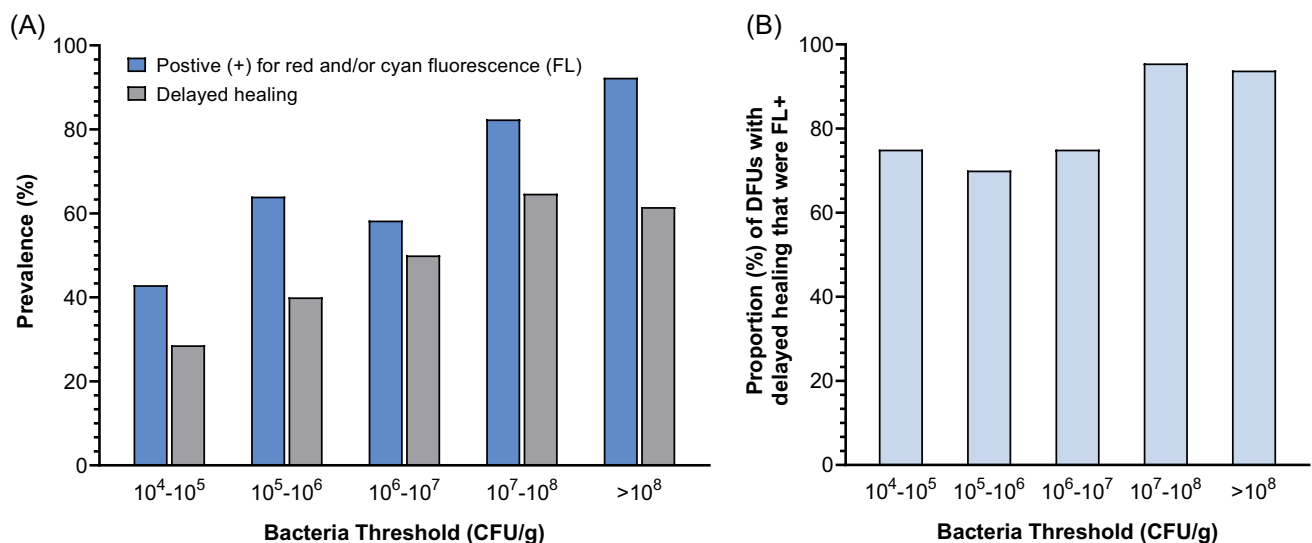 (A)
Prevalence (%)
100
80
60
40
20
0
Postive (+) for red and/or cyan fluorescence (FL)
Delayed healing
10⁴-10⁵
10⁵-10⁶
10⁶-10⁷
10⁷-10⁸
>10⁸
Bacteria Threshold (CFU/g)
(B)
Proportion (%) of DFUs with
delayed healing that were FL+
100
80
60
40
20
0
10⁴-10⁵
10⁵-10⁶
10⁶-10⁷
10⁷-10⁸
>10⁸
Bacteria Threshold (CFU/g)